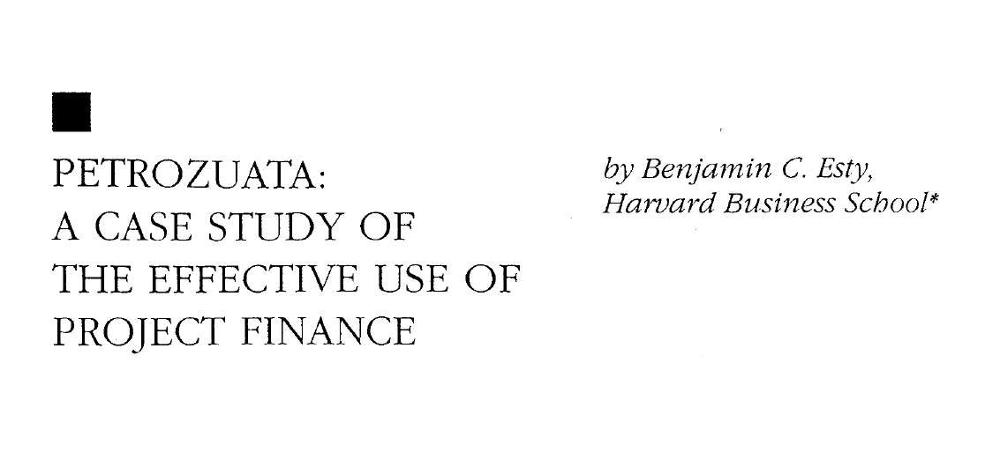 PETROZUATA:
A CASE STUDY OF
THE EFFECTIVE USE OF
PROJECT FINANCE
by Benjamin C. Esty,
Harvard Business School*